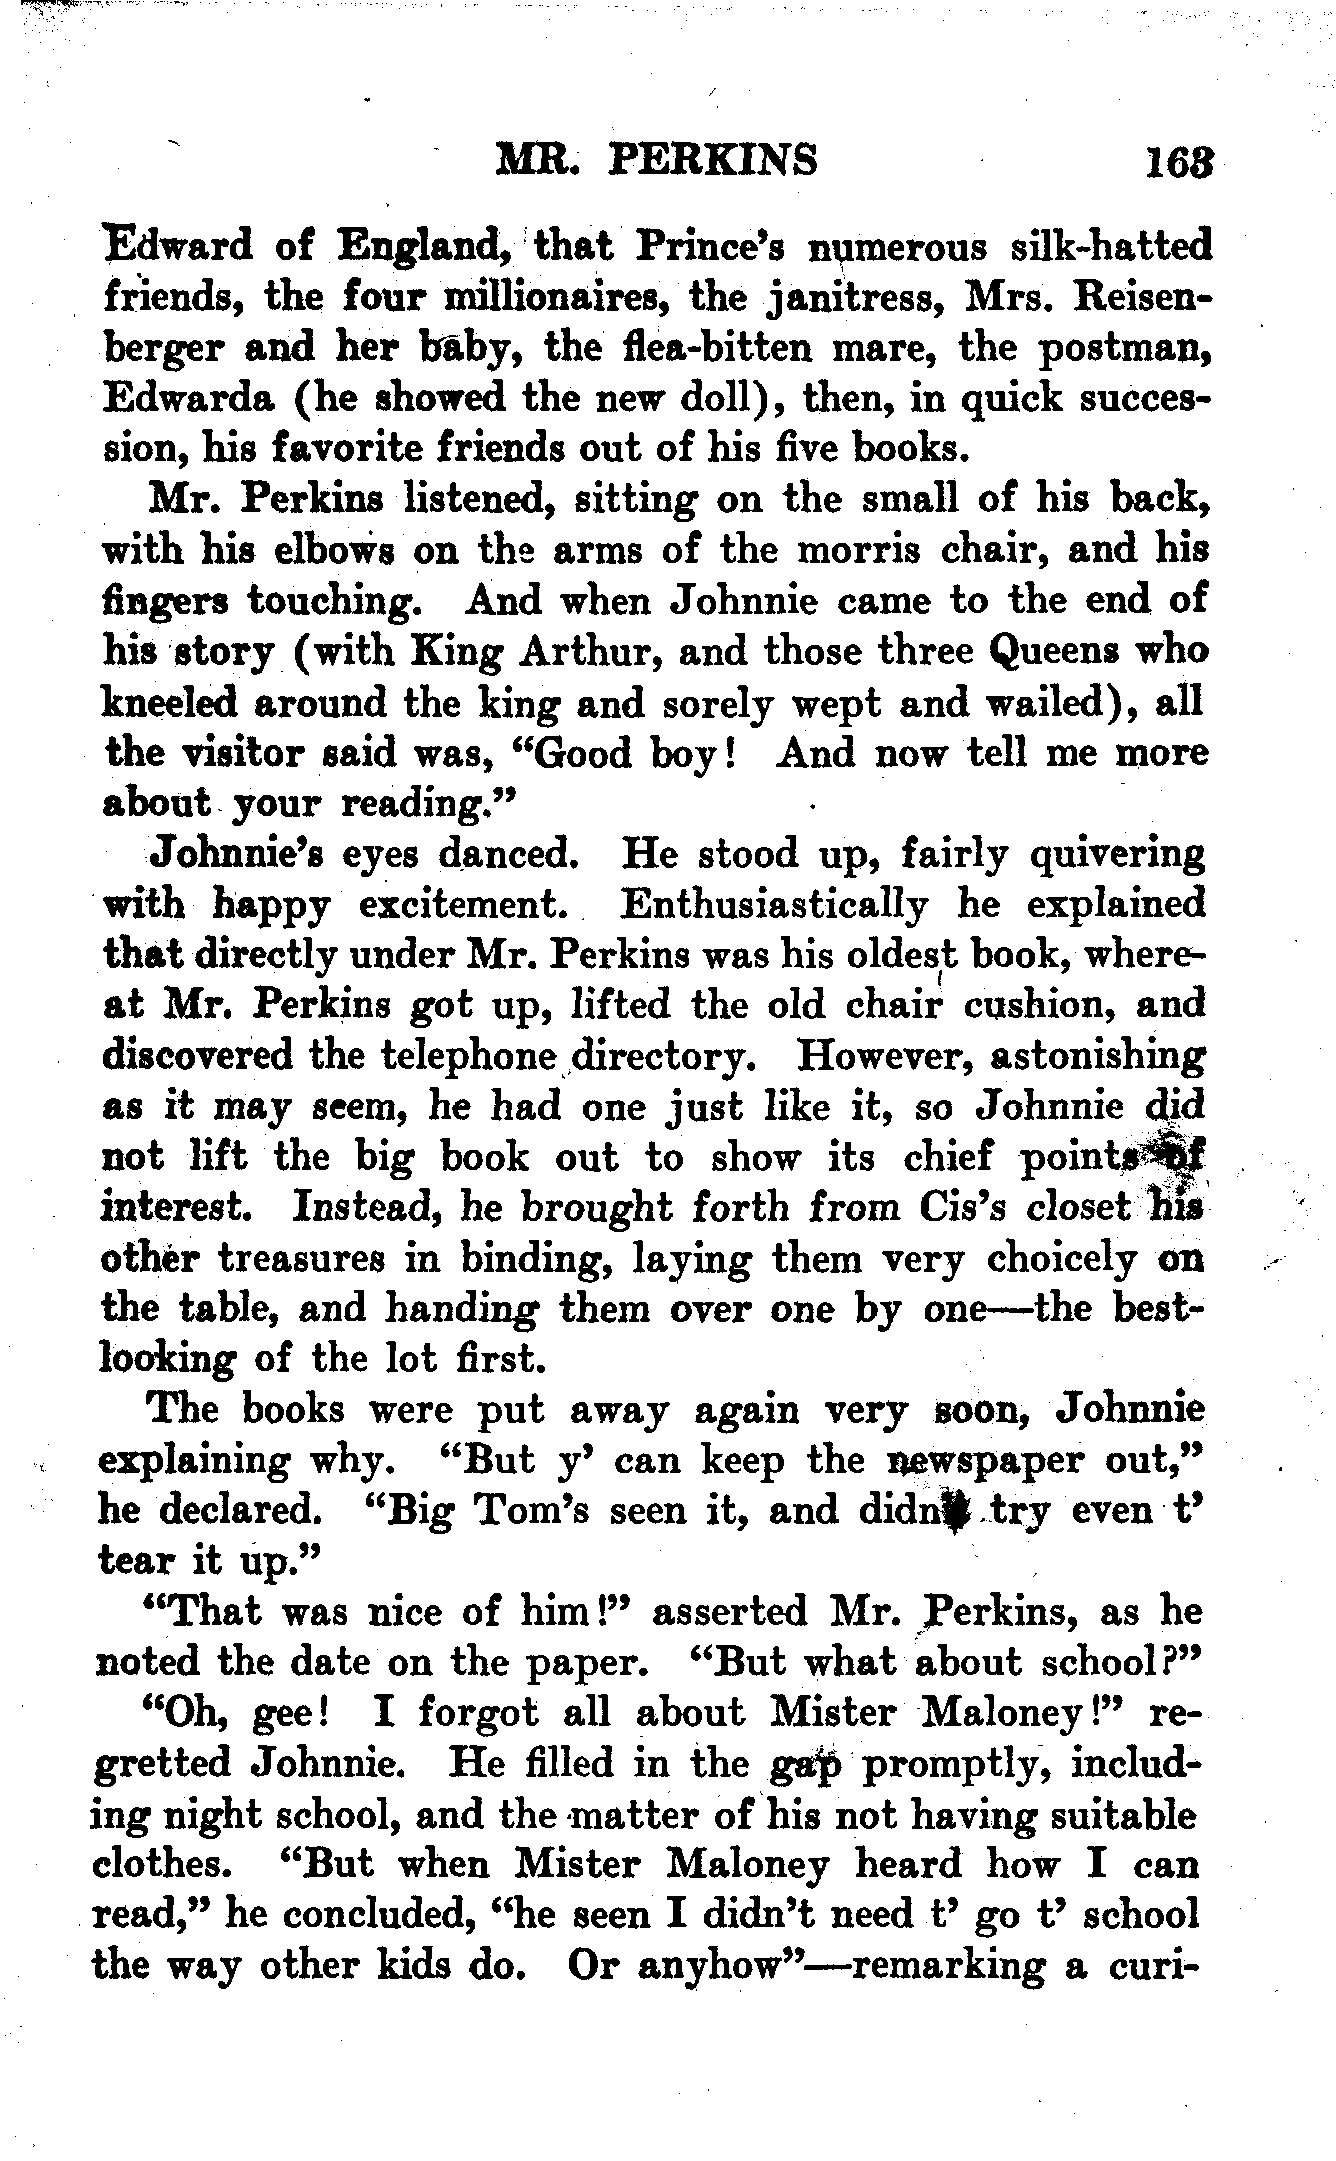 MR. PERKINS 163
Edward of England, that Prince's numerous silk-hatted
friends, the four millionaires, the janitress, Mrs. Reisen-
berger and her baby, the flea-bitten mare, the postman,
Edwarda (he showed the new doll), then, in quick succes-
sion, his favorite friends out of his five books.
Mr. Perkins listened, sitting on the small of his back,
with his elbows on the arms of the morris chair, and his
fingers touching. And when Johnnie came to the end of
his story (with King Arthur, and those three Queens who
kneeled around the king and sorely wept and wailed), all
the visitor said was, “Good boy! And now tell me more
about your reading.”
Johnnie's eyes danced. He stood up, fairly quivering
with happy excitement. Enthusiastically he explained
that directly under Mr. Perkins was his oldest book, where-
at Mr. Perkins got up, lifted the old chair cushion, and
discovered the telephone directory. However, astonishing
as it may seem, he had one just like it, so Johnnie did
not lift the big book out to show its chief points of
interest. Instead, he brought forth from Cis's closet his
other treasures in binding, laying them very choicely on
the table, and handing them over one by one—the best-
looking of the lot first.
The books were put away again very soon, Johnnie
explaining why. “But y' can keep the newspaper out,”
he declared. “Big Tom's seen it, and didn't try even t'
tear it up.”
“That was nice of him!” asserted Mr. Perkins, as he
noted the date on the paper. “But what about school?”
“Oh, gee! I forgot all about Mister Maloney!” re-
gretted Johnnie. He filled in the gap promptly, includ-
ing night school, and the matter of his not having suitable
clothes. “But when Mister Maloney heard how I can
read,” he concluded, “he seen I didn't need t' go t' school
the way other kids do. Or anyhow”—remarking a curi-